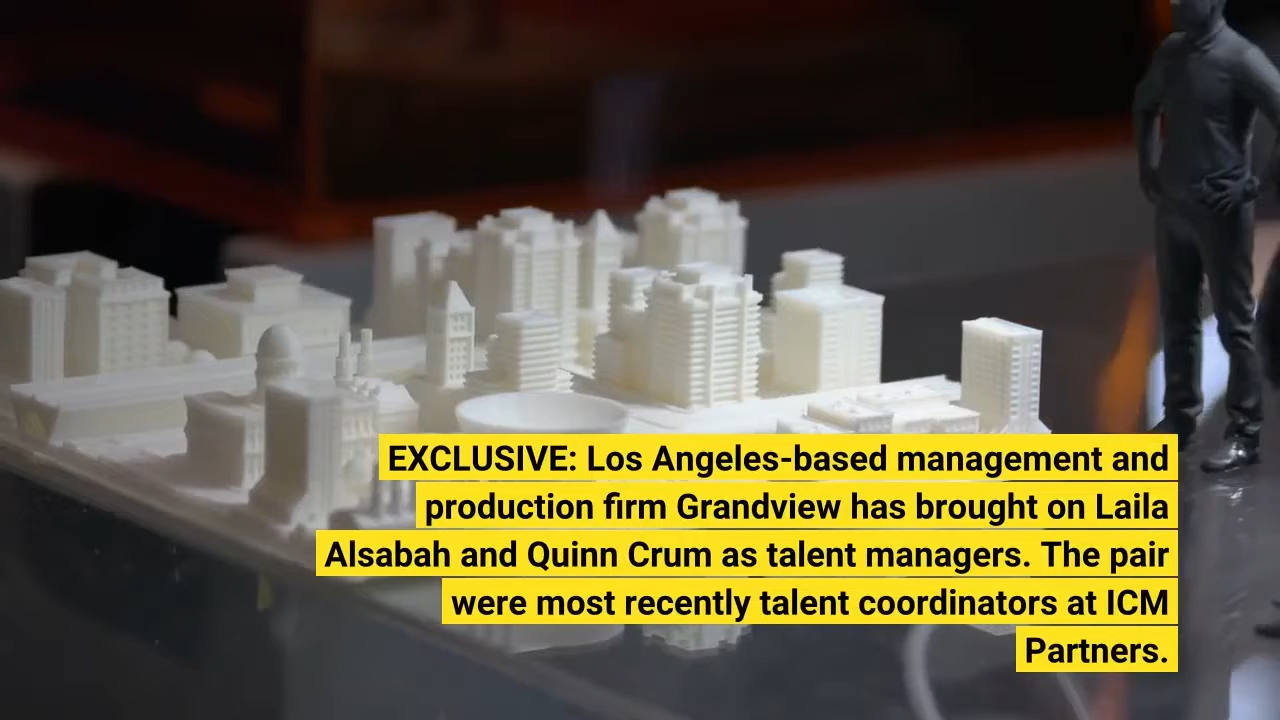 EXCLUSIVE: Los Angeles-based management and
production firm Grandview has brought on Laila
Alsabah and Quinn Crum as talent managers. The pair
were most recently talent coordinators at ICM
Partners.